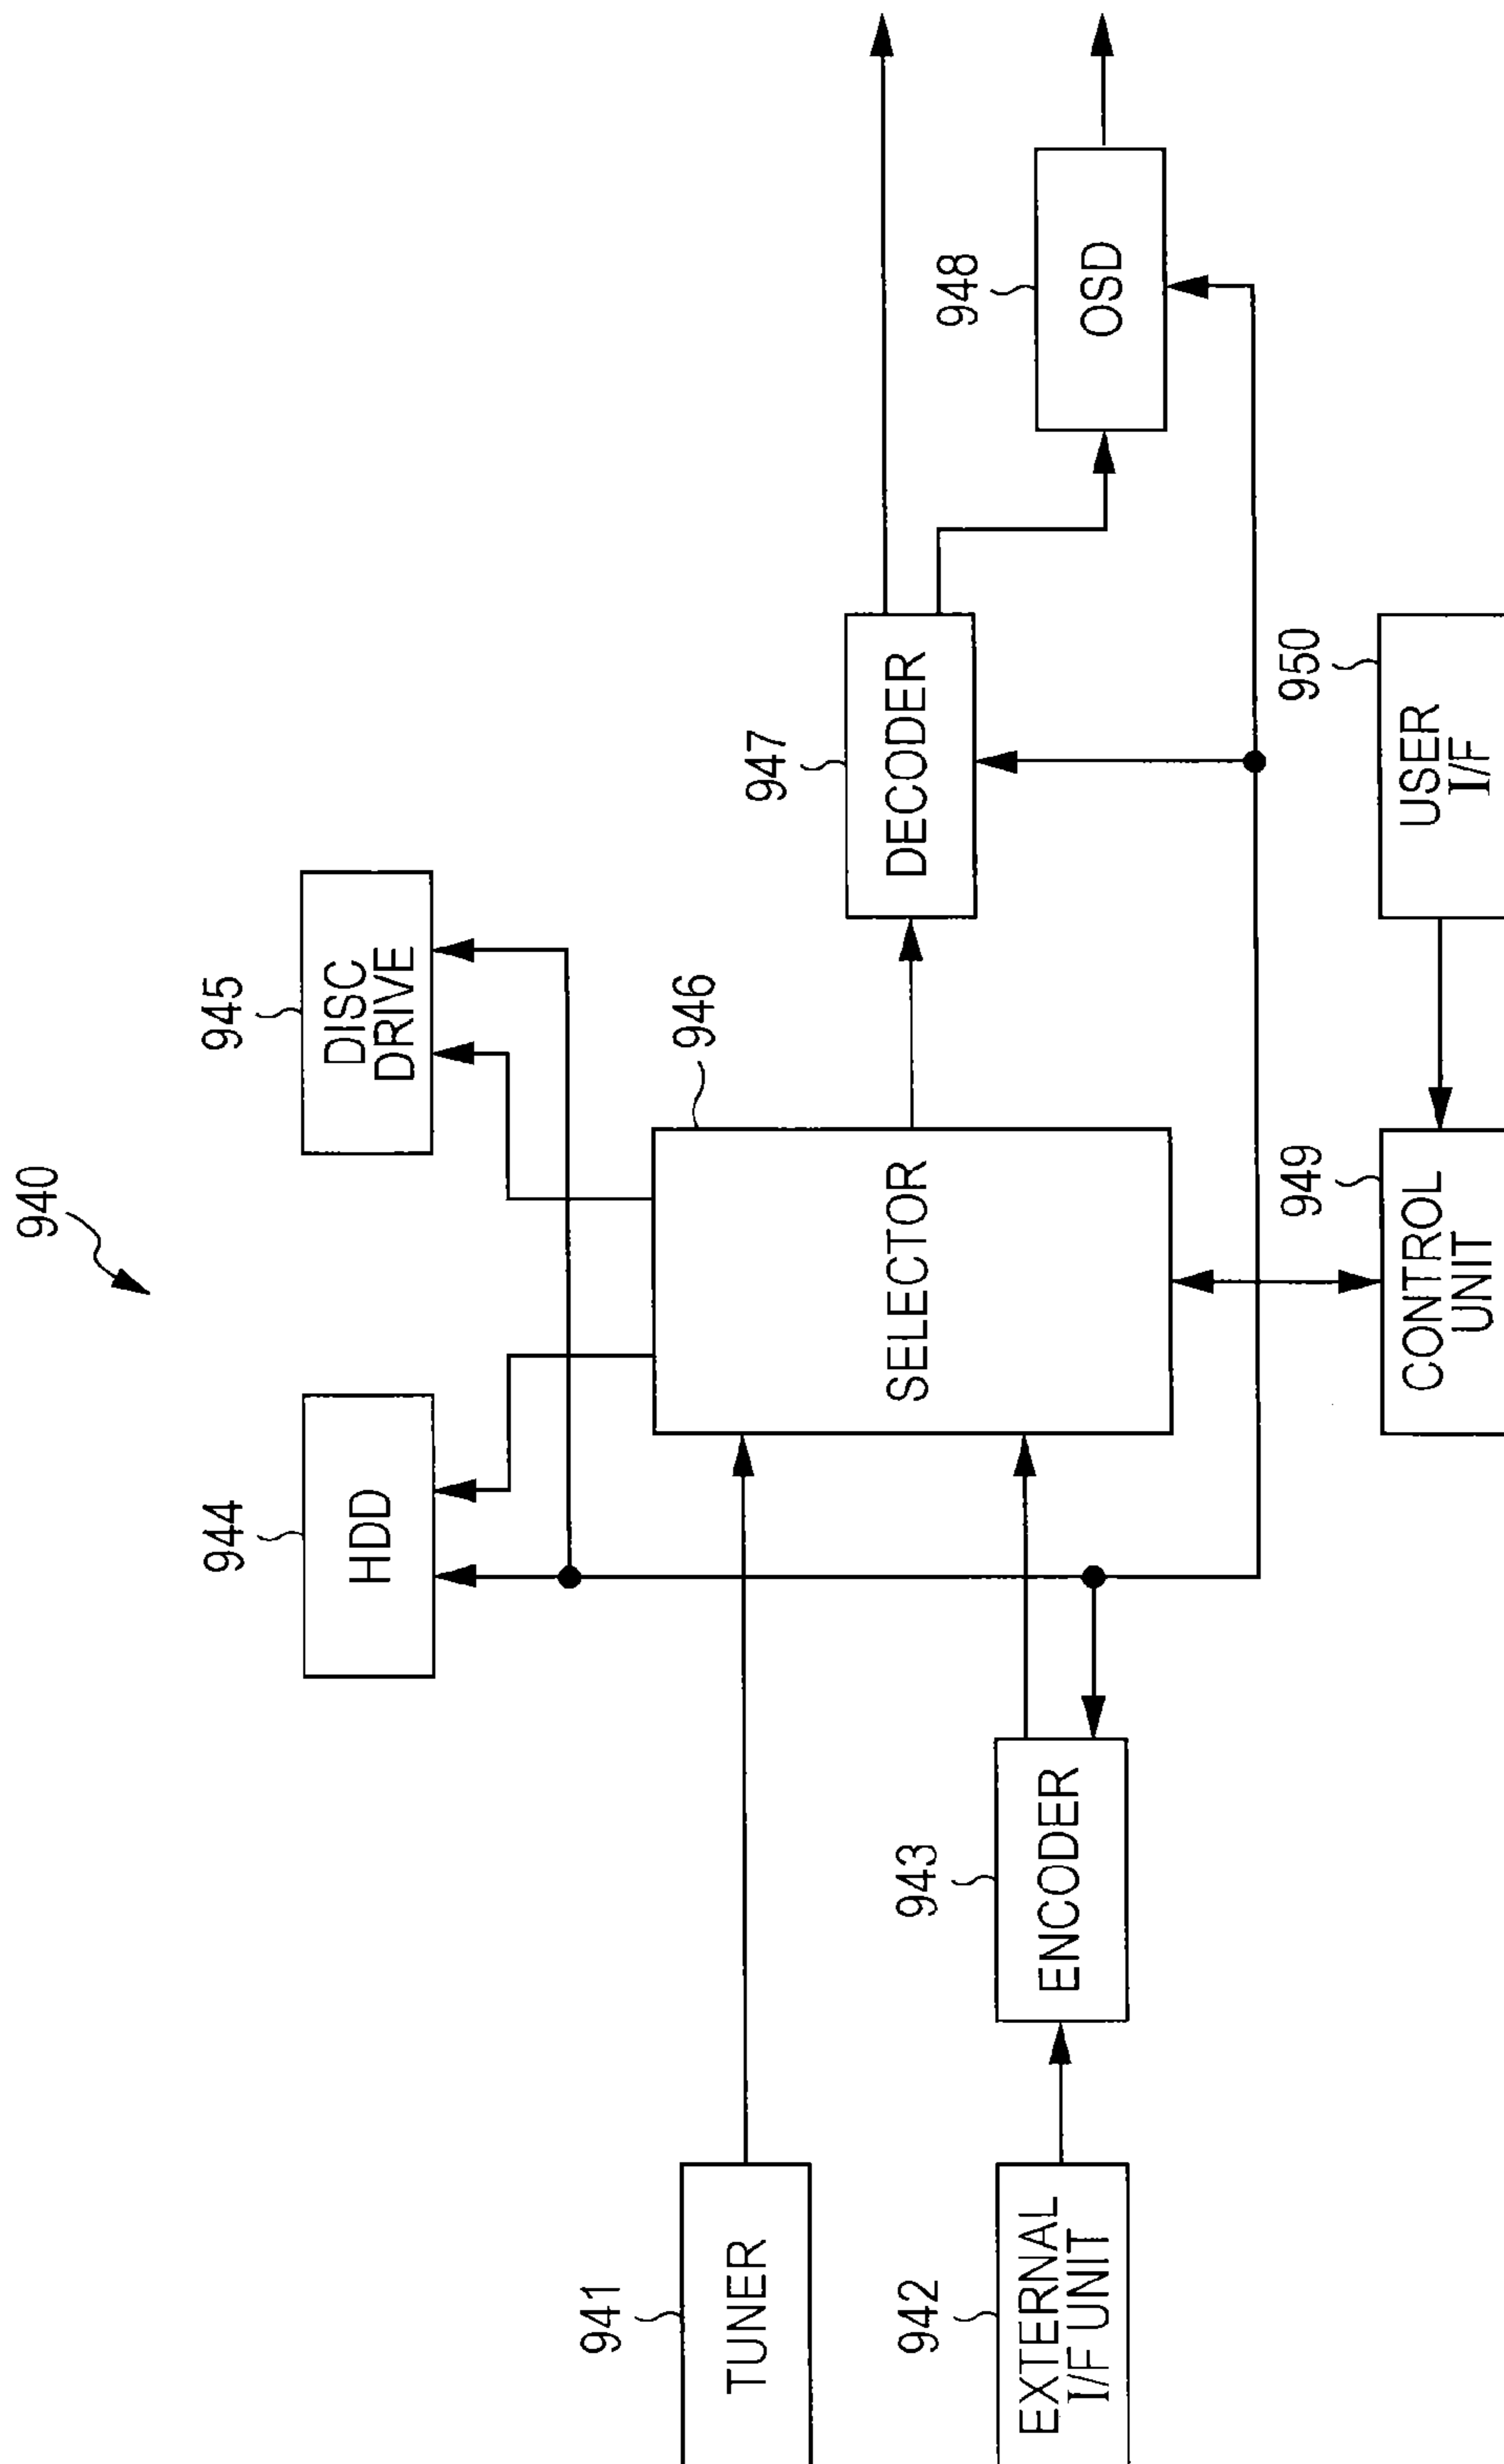 940
944
HDD
945
DISC
DRIVE
941
TUNER
946
SELECTOR
947
DECODER
942
EXTERNAL
I/F UNIT
943
ENCODER
948
OSD
949
CONTROL
UNIT
950
USER
I/F